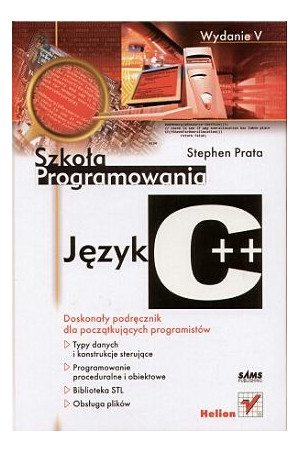 Wydanie V
Szkoła
Programowania
Stephen Prata
Język C++
Doskonały podręcznik
dla początkujących programistów
Typy danych
i konstrukcje sterujące
Programowanie
proceduralne i obiektowe
Biblioteka STL
Obsługa plików
Helion
SAMS
PUBLISHING